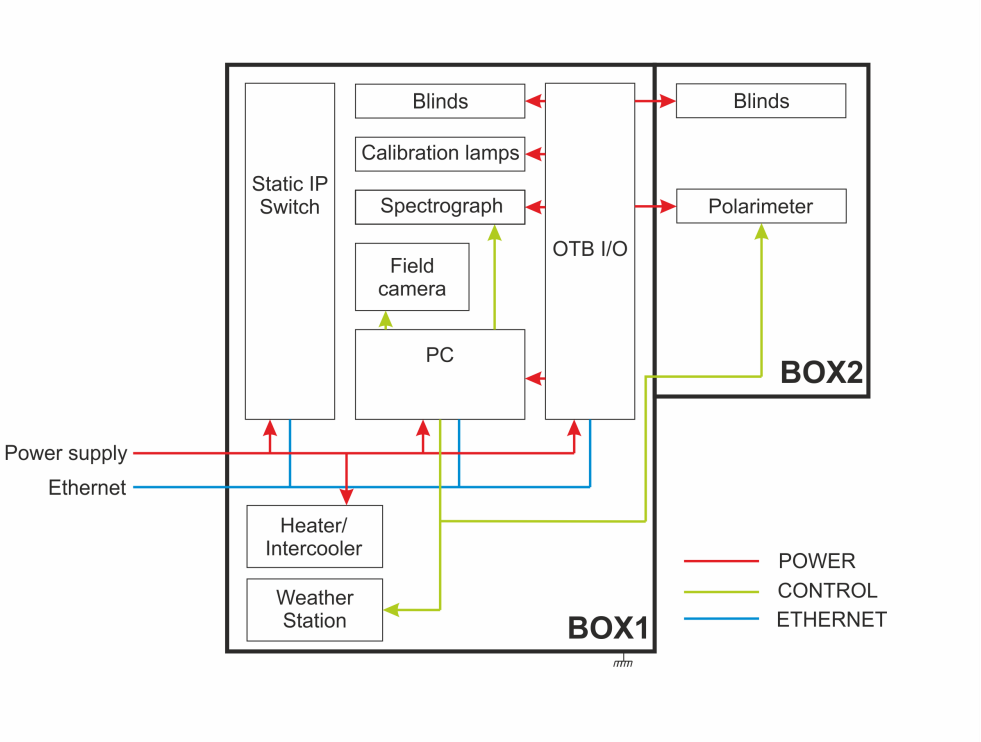 Blinds
Blinds
Calibration lamps
Static IP
Switch
Spectrograph
Polarimeter
OTB I/O
Field
camera
PC
BOX2
Power supply
Ethernet
Heater/
Intercooler
Weather
Station
BOX1
POWER
CONTROL
ETHERNET